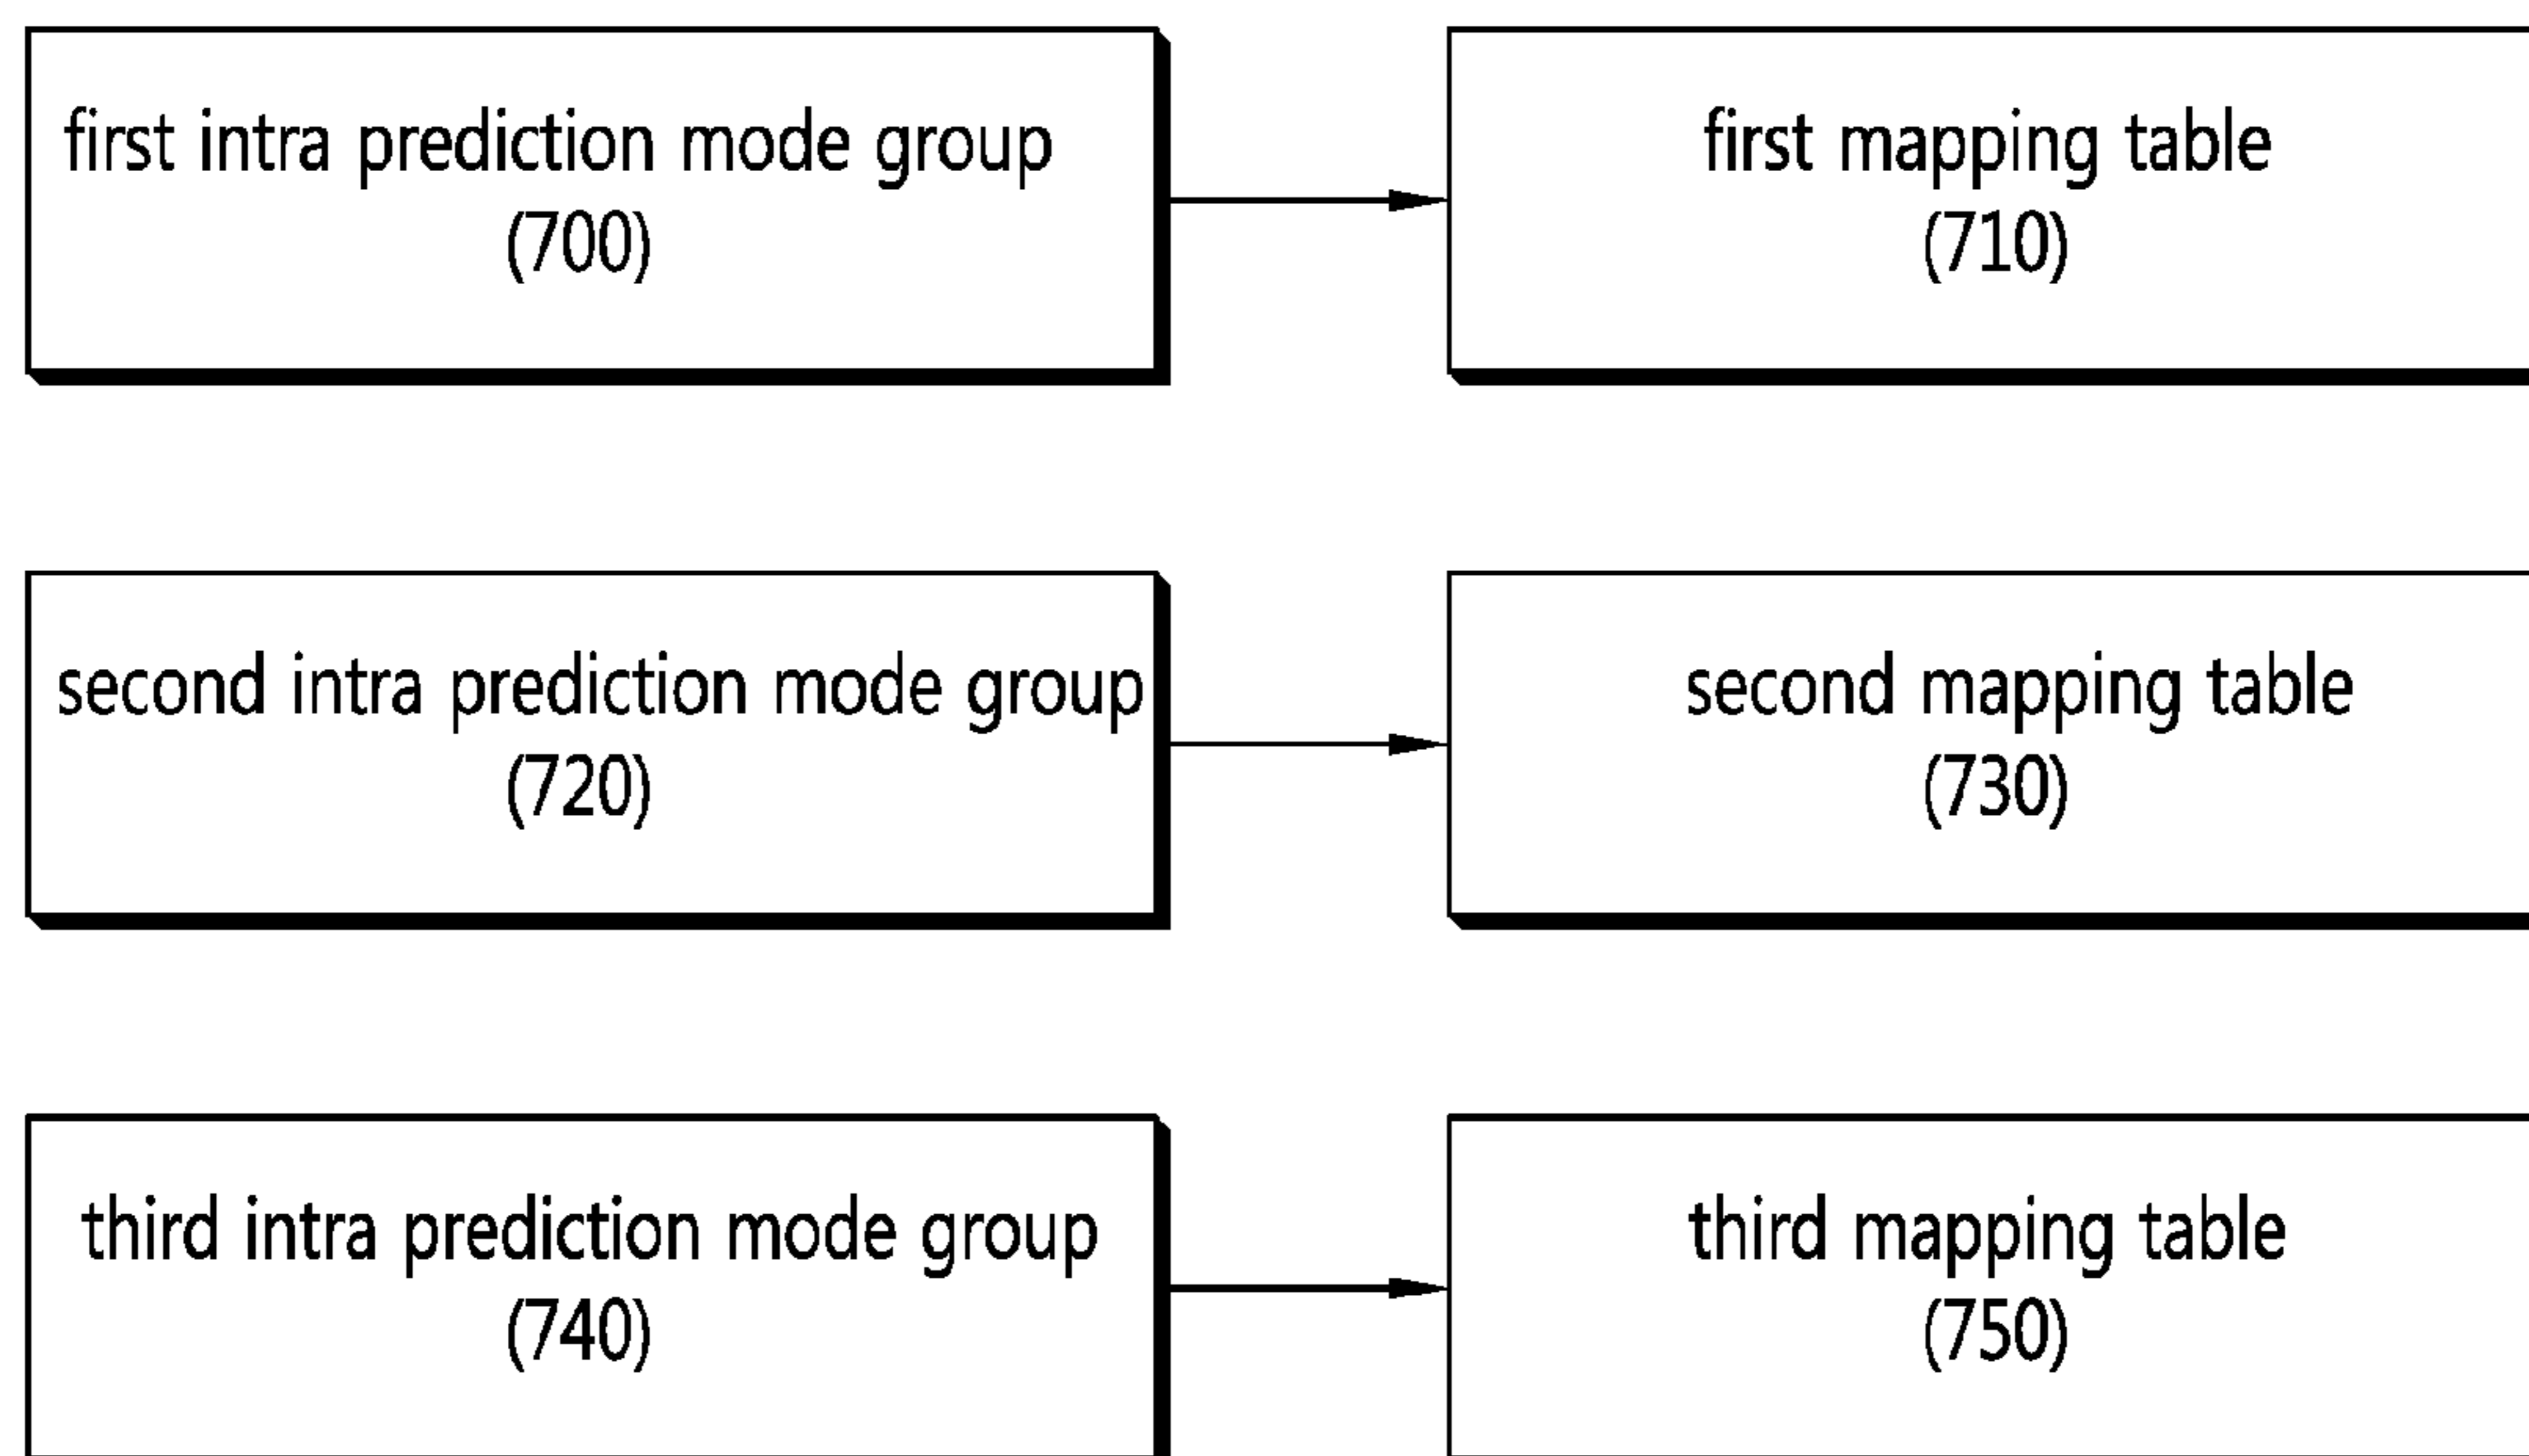 first intra prediction mode group
(700)
first mapping table
(710)
second intra prediction mode group
(720)
second mapping table
(730)
third intra prediction mode group
(740)
third mapping table
(750)